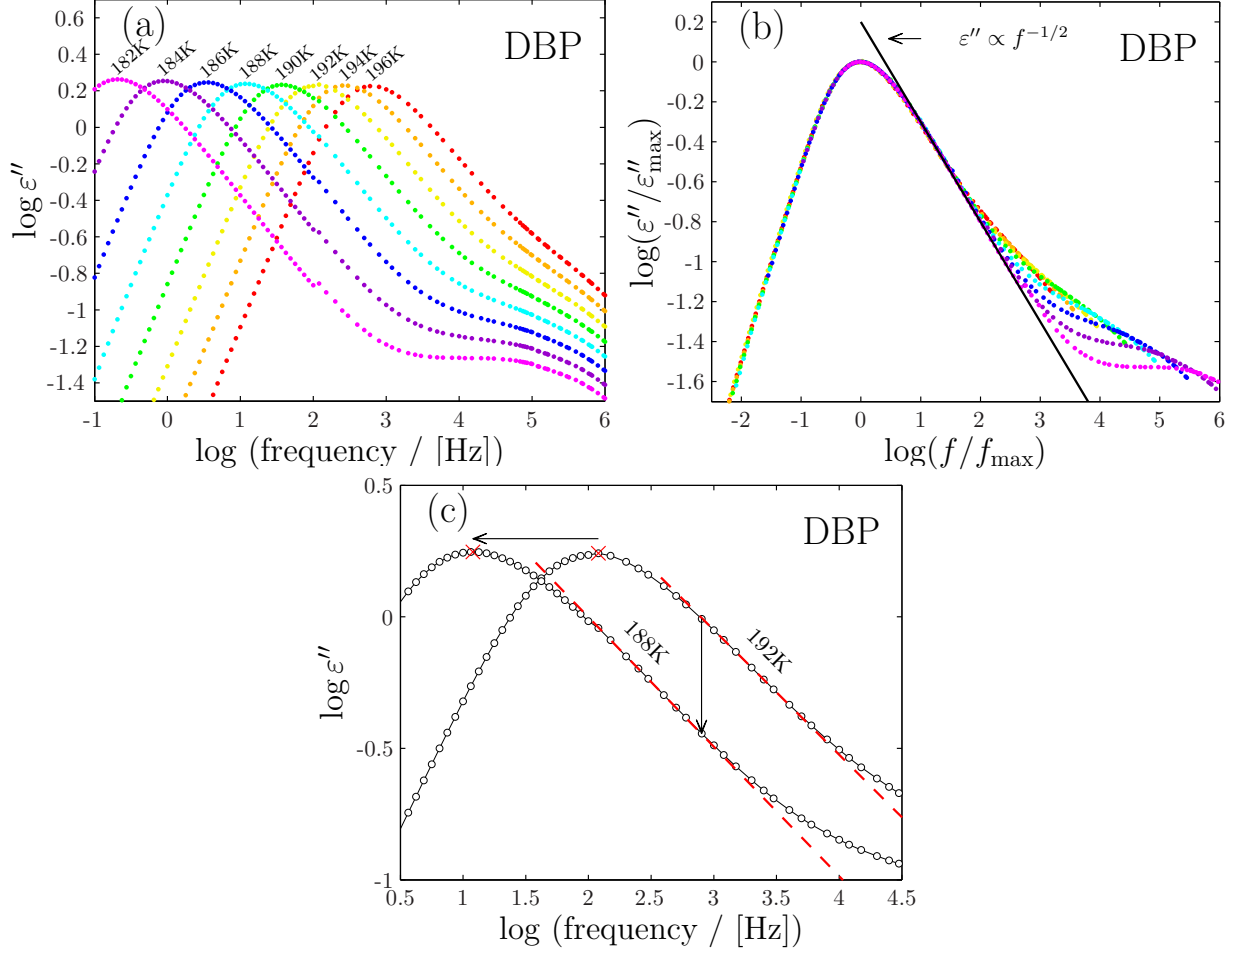 (a)
DBP
182K
184K
186K
188K
190K
192K
194K
196K
0.6
0.4
0.2
0
-0.2
-0.4
-0.6
-0.8
-1
-1.2
-1.4
log ε″
-1 0 1 2 3 4 5 6
log (frequency / [Hz])
(b)
ε″ ∝ f^{-1/2}
DBP
0.2
0
-0.2
-0.4
-0.6
-0.8
-1
-1.2
-1.4
-1.6
log(ε″/ε″max)
-2 -1 0 1 2 3 4 5 6
log(f/fmax)
(c)
DBP
188K
192K
0.5
0
-0.5
-1
log ε″
0.5 1 1.5 2 2.5 3 3.5 4 4.5
log (frequency / [Hz])